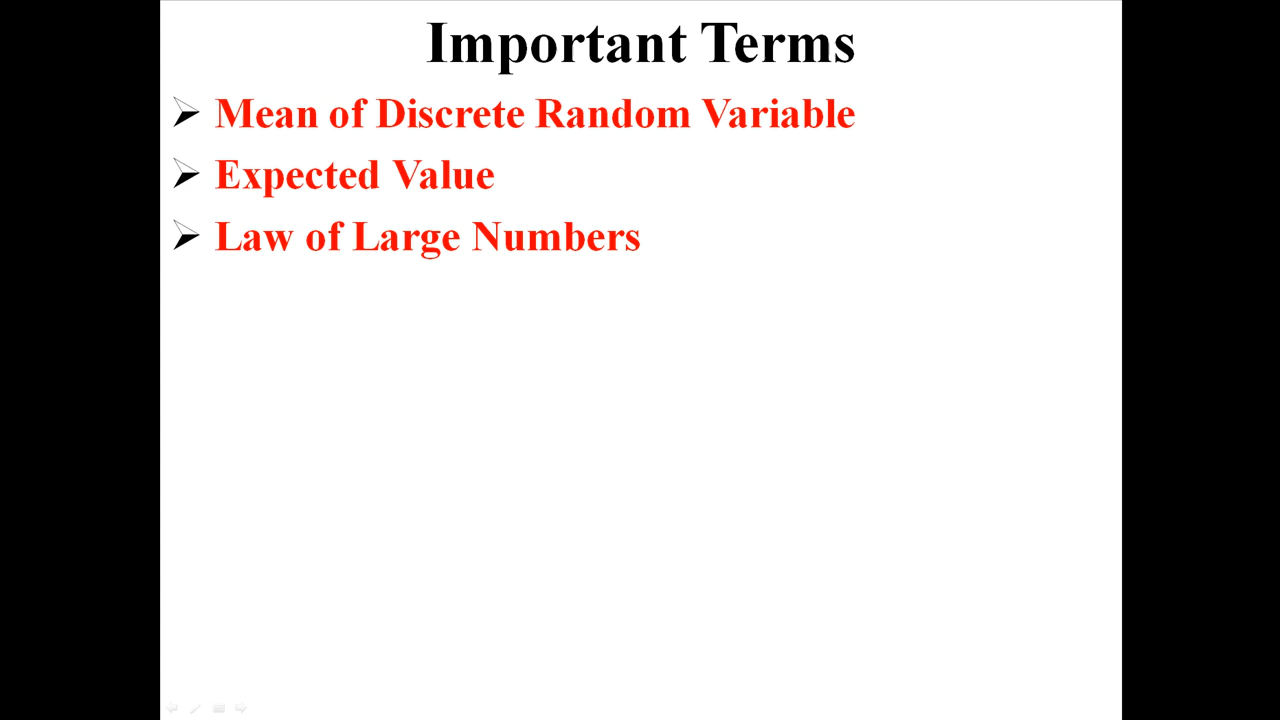 Important Terms
Mean of Discrete Random Variable
Expected Value
Law of Large Numbers